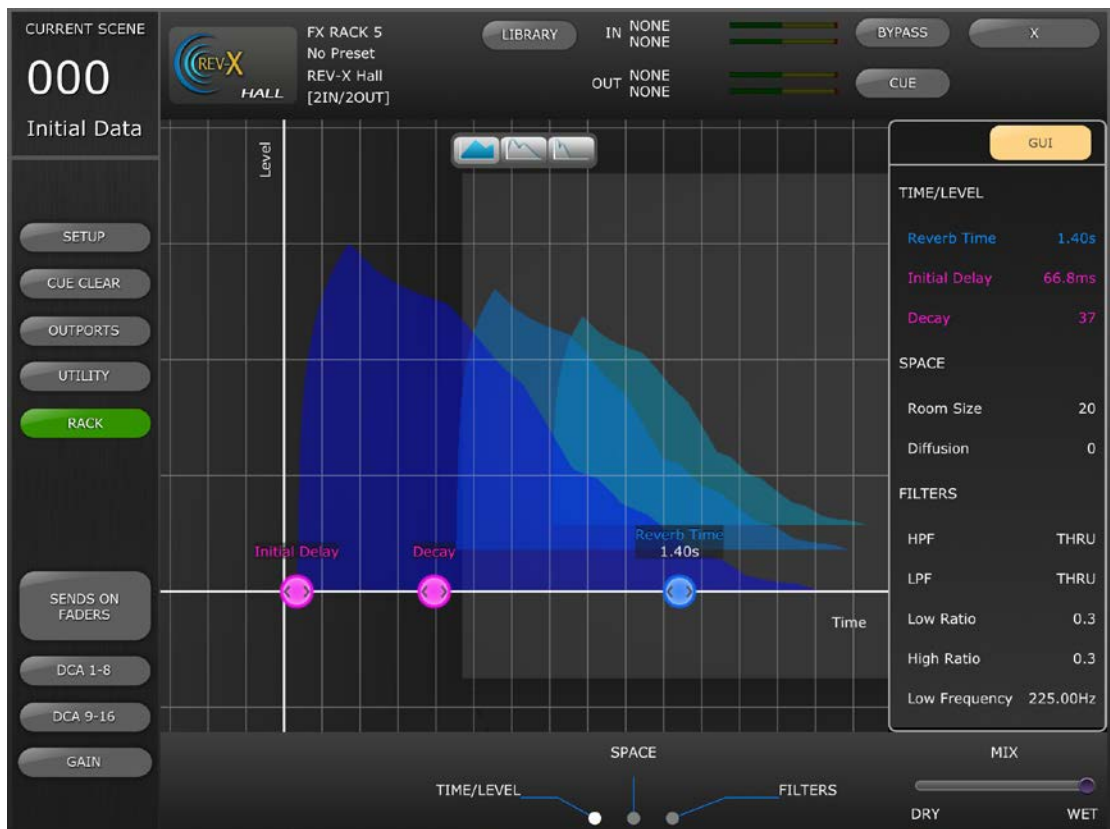 CURRENT SCENE
000
Initial Data
REV-X
HALL
FX RACK 5
No Preset
REV-X Hall
[2IN/2OUT]
LIBRARY
IN NONE
NONE
OUT NONE
NONE
BYPASS
X
CUE
SETUP
CUE CLEAR
OUTPORTS
UTILITY
RACK
SENDS ON
FADERS
DCA 1-8
DCA 9-16
GAIN
Level
Initial Delay
Decay
Reverb Time
1.40s
Time
GUI
TIME/LEVEL
Reverb Time 1.40s
Initial Delay 66.8ms
Decay 37
SPACE
Room Size 20
Diffusion 0
FILTERS
HPF THRU
LPF THRU
Low Ratio 0.3
High Ratio 0.3
Low Frequency 225.00Hz
TIME/LEVEL
SPACE
FILTERS
MIX
DRY WET